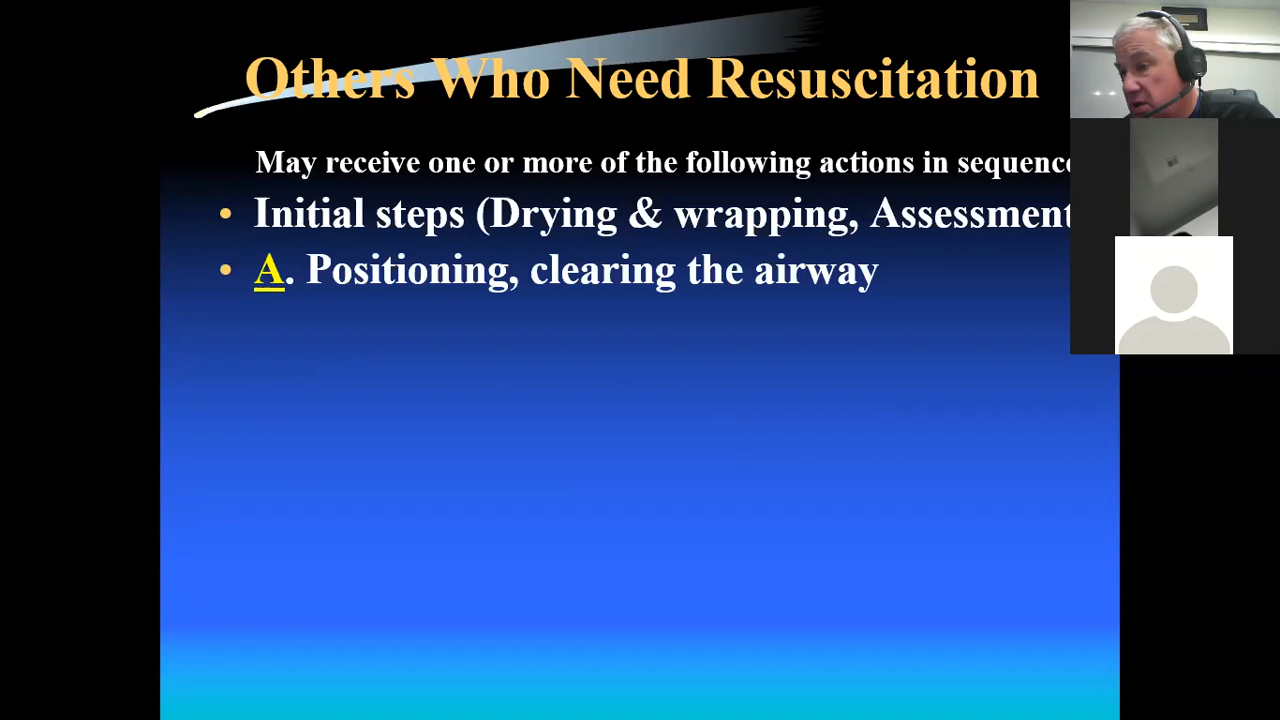 Others Who Need Resuscitation
May receive one or more of the following actions in sequence
• Initial steps (Drying & wrapping, Assessment
• A. Positioning, clearing the airway